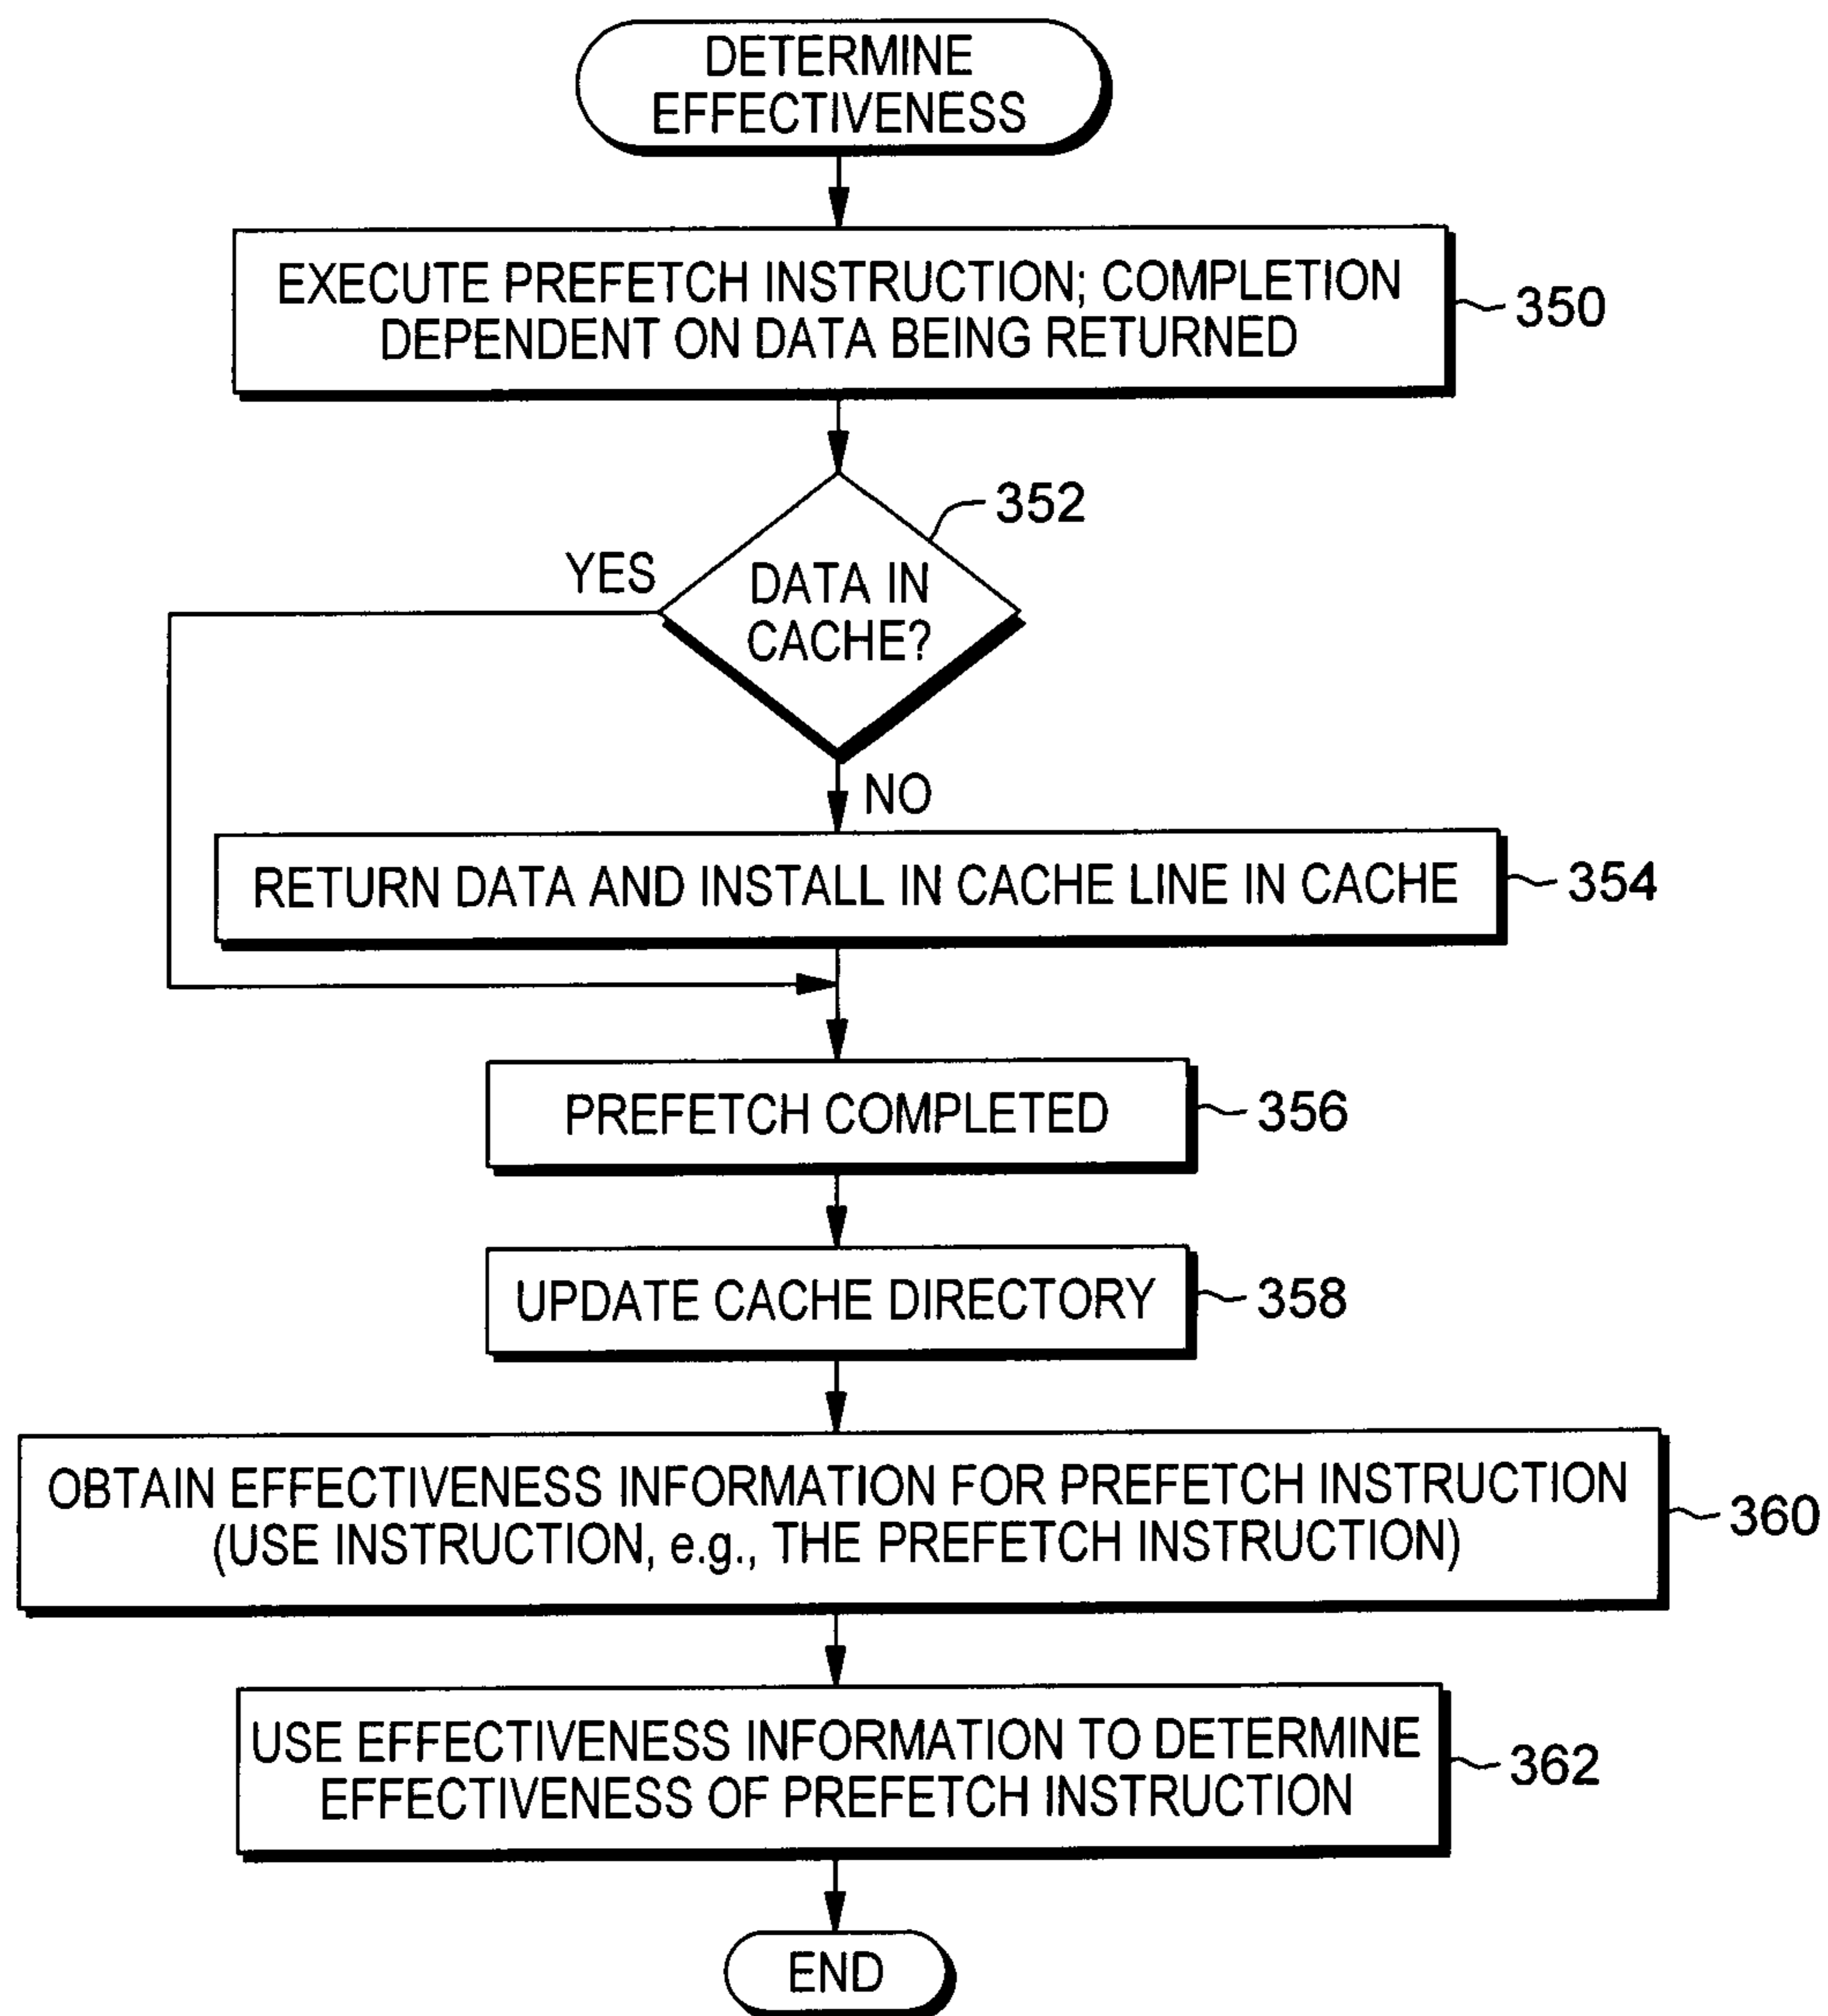 DETERMINE
EFFECTIVENESS
EXECUTE PREFETCH INSTRUCTION; COMPLETION
DEPENDENT ON DATA BEING RETURNED
350
352
YES
DATA IN
CACHE?
NO
RETURN DATA AND INSTALL IN CACHE LINE IN CACHE
354
PREFETCH COMPLETED
356
UPDATE CACHE DIRECTORY
358
OBTAIN EFFECTIVENESS INFORMATION FOR PREFETCH INSTRUCTION
(USE INSTRUCTION, e.g., THE PREFETCH INSTRUCTION)
360
USE EFFECTIVENESS INFORMATION TO DETERMINE
EFFECTIVENESS OF PREFETCH INSTRUCTION
362
END